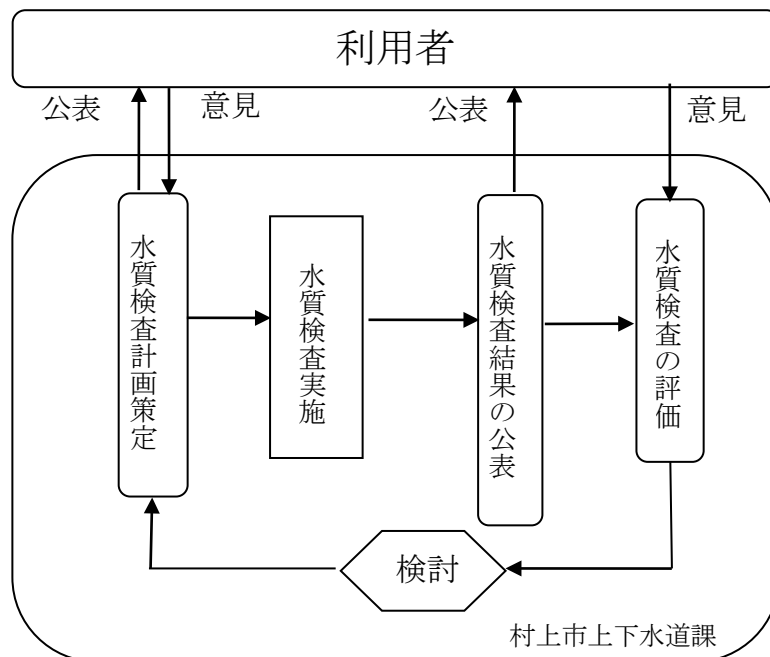 利用者
公表
意見
公表
意見
水質検査計画策定
水質検査実施
水質検査結果の公表
水質検査の評価
検討
村上市上下水道課